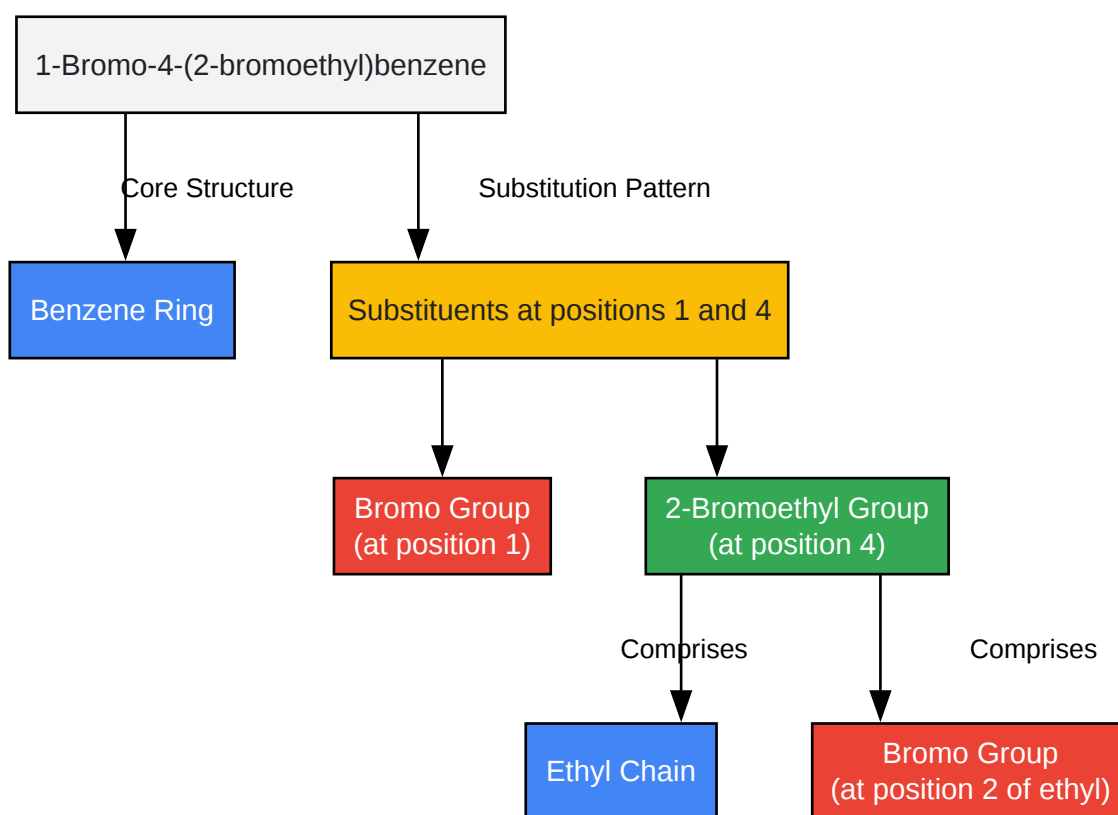 1-Bromo-4-(2-bromoethyl)benzene
Core Structure
Substitution Pattern
Benzene Ring
Substituents at positions 1 and 4
Bromo Group
(at position 1)
2-Bromoethyl Group
(at position 4)
Comprises
Comprises
Ethyl Chain
Bromo Group
(at position 2 of ethyl)